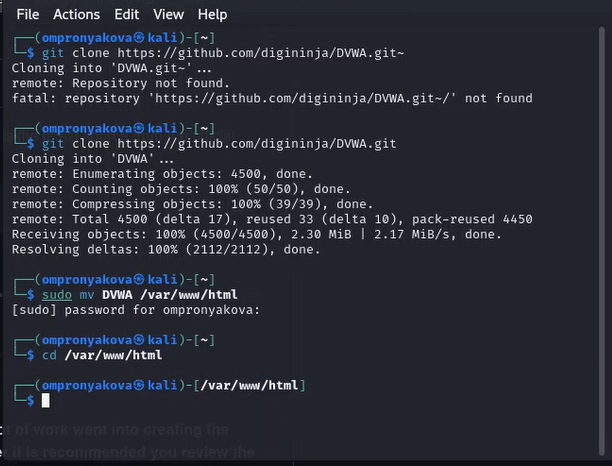 File Actions Edit View Help
┌──(ompronyakova㉿kali)-[~]
└─$ git clone https://github.com/digininja/DVWA.git~
Cloning into 'DVWA.git~'...
remote: Repository not found.
fatal: repository 'https://github.com/digininja/DVWA.git~/' not found
┌──(ompronyakova㉿kali)-[~]
└─$ git clone https://github.com/digininja/DVWA.git
Cloning into 'DVWA'...
remote: Enumerating objects: 4500, done.
remote: Counting objects: 100% (50/50), done.
remote: Compressing objects: 100% (39/39), done.
remote: Total 4500 (delta 17), reused 33 (delta 10), pack-reused 4450
Receiving objects: 100% (4500/4500), 2.30 MiB | 2.17 MiB/s, done.
Resolving deltas: 100% (2112/2112), done.
┌──(ompronyakova㉿kali)-[~]
└─$ sudo mv DVWA /var/www/html
[sudo] password for ompronyakova:
┌──(ompronyakova㉿kali)-[~]
└─$ cd /var/www/html
┌──(ompronyakova㉿kali)-[/var/www/html]
└─$
of work went into creating the
it is recommended you review the